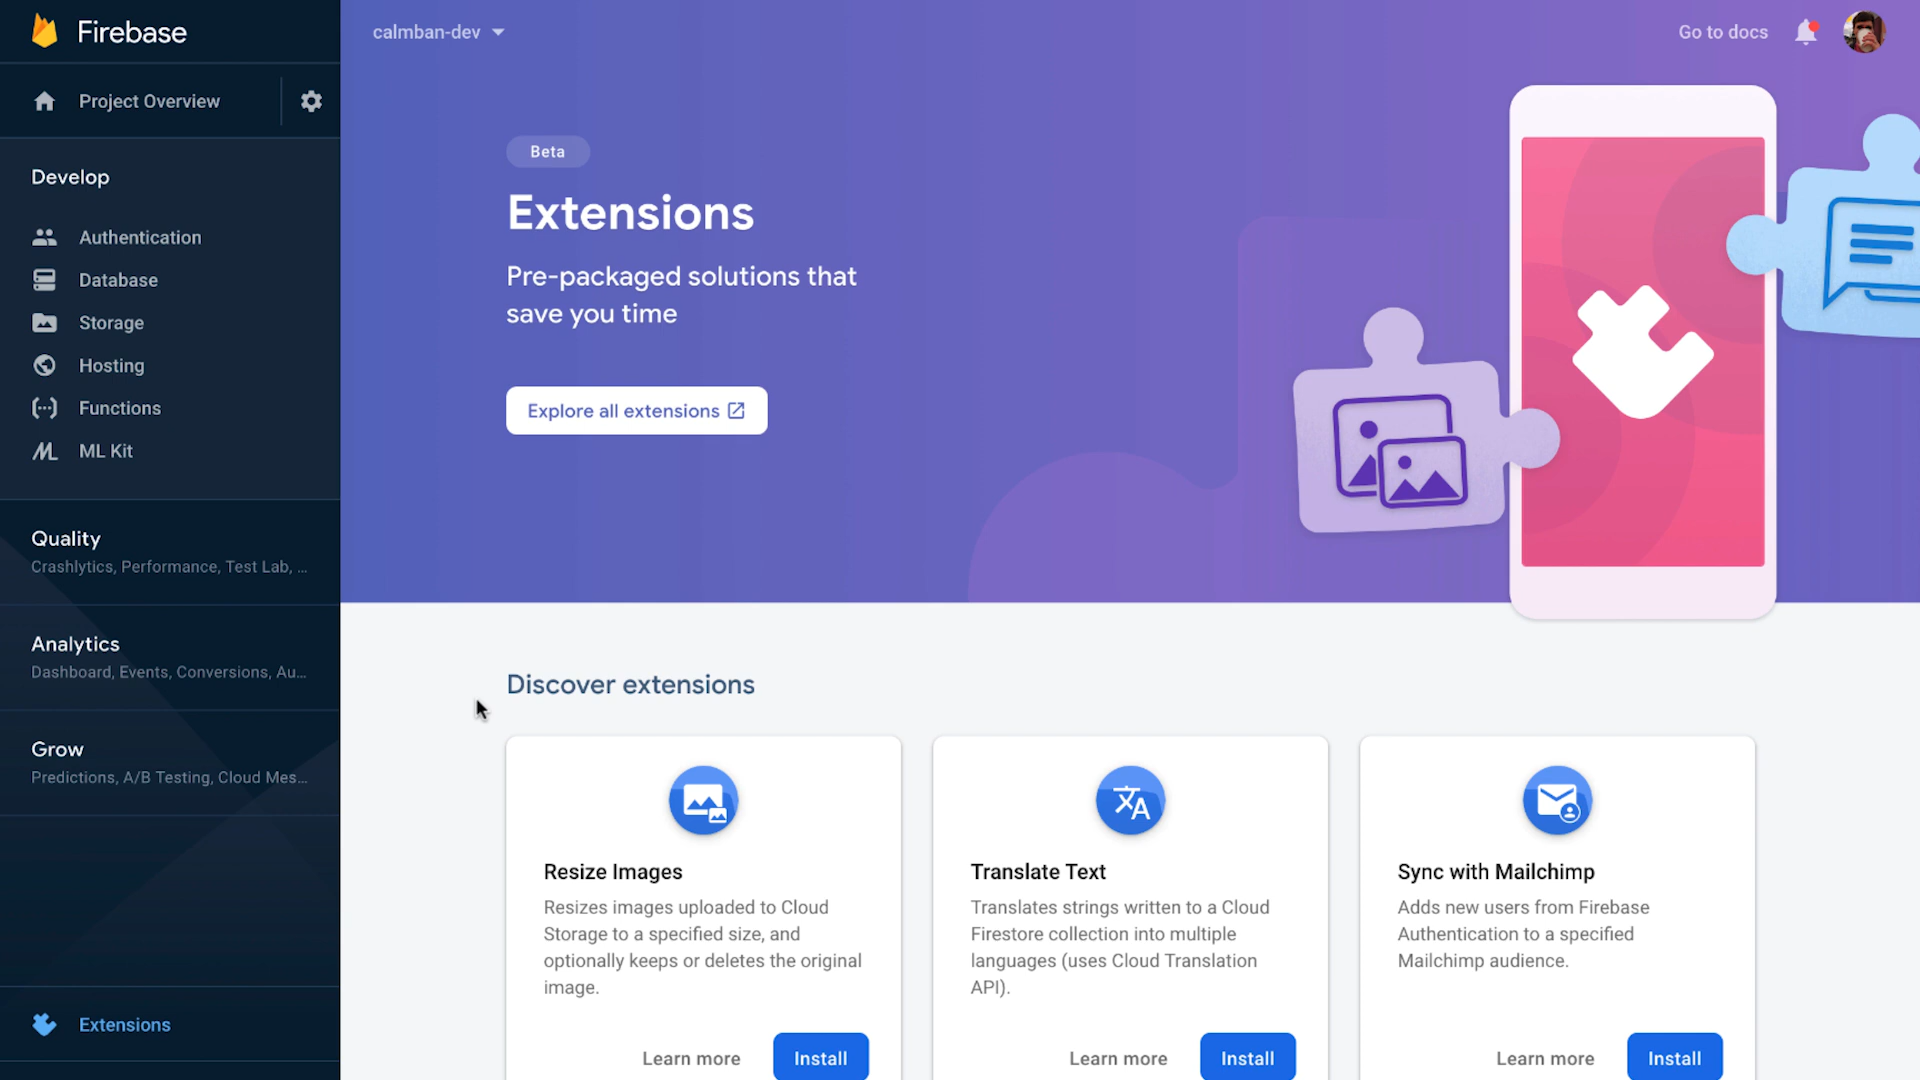 Firebase
calmban-dev
Go to docs
Project Overview
Develop
Authentication
Database
Storage
Hosting
Functions
ML Kit
Quality
Crashlytics, Performance, Test Lab, ...
Analytics
Dashboard, Events, Conversions, Au...
Grow
Predictions, A/B Testing, Cloud Mes...
Extensions
Beta
Extensions
Pre-packaged solutions that
save you time
Explore all extensions
Discover extensions
Resize Images
Resizes images uploaded to Cloud
Storage to a specified size, and
optionally keeps or deletes the original
image.
Learn more
Install
Translate Text
Translates strings written to a Cloud
Firestore collection into multiple
languages (uses Cloud Translation
API).
Learn more
Install
Sync with Mailchimp
Adds new users from Firebase
Authentication to a specified
Mailchimp audience.
Learn more
Install